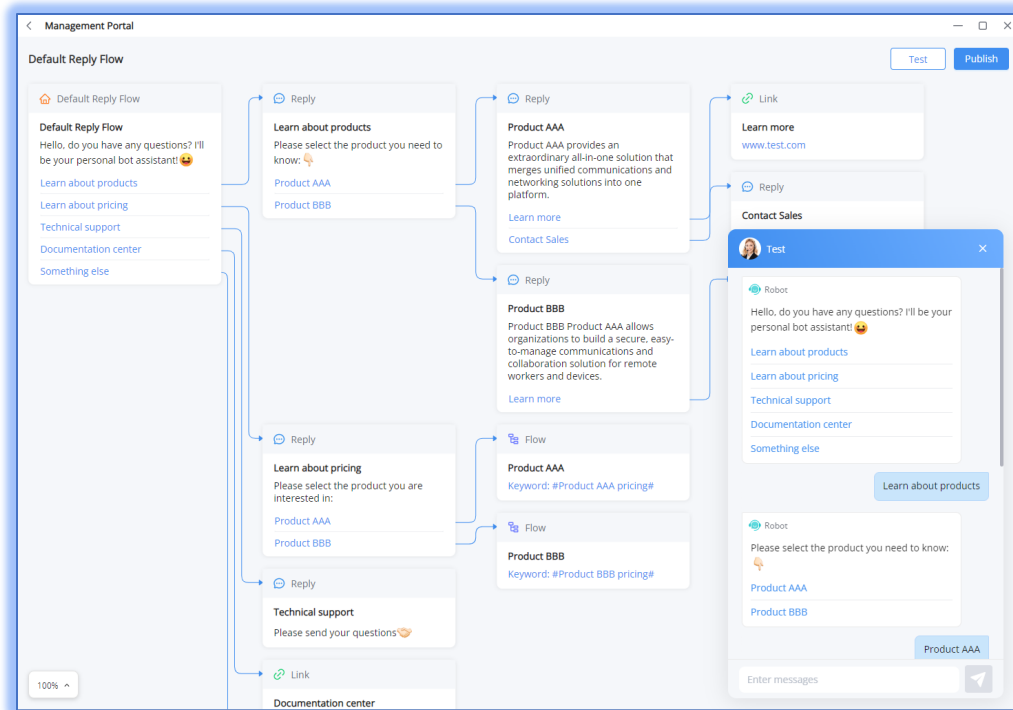 Management Portal
Default Reply Flow
Test
Publish
Default Reply Flow
Default Reply Flow
Hello, do you have any questions? I'll
be your personal bot assistant!😆
Learn about products
Learn about pricing
Technical support
Documentation center
Something else
Reply
Learn about products
Please select the product you need to
know: 👇🏻
Product AAA
Product BBB
Reply
Product AAA
Product AAA provides an
extraordinary all-in-one solution that
merges unified communications and
networking solutions into one
platform.
Learn more
Contact Sales
Link
Learn more
www.test.com
Reply
Contact Sales
Reply
Product BBB
Product BBB Product AAA allows
organizations to build a secure, easy-
to-manage communications and
collaboration solution for remote
workers and devices.
Learn more
Reply
Learn about pricing
Please select the product you are
interested in:
Product AAA
Product BBB
Flow
Product AAA
Keyword: #Product AAA pricing#
Flow
Product BBB
Keyword: #Product BBB pricing#
Reply
Technical support
Please send your questions🤝🏻
Link
Documentation center
100%
Test
Robot
Hello, do you have any questions? I'll be your
personal bot assistant!😆
Learn about products
Learn about pricing
Technical support
Documentation center
Something else
Learn about products
Robot
Please select the product you need to know:
👇🏻
Product AAA
Product BBB
Product AAA
Enter messages